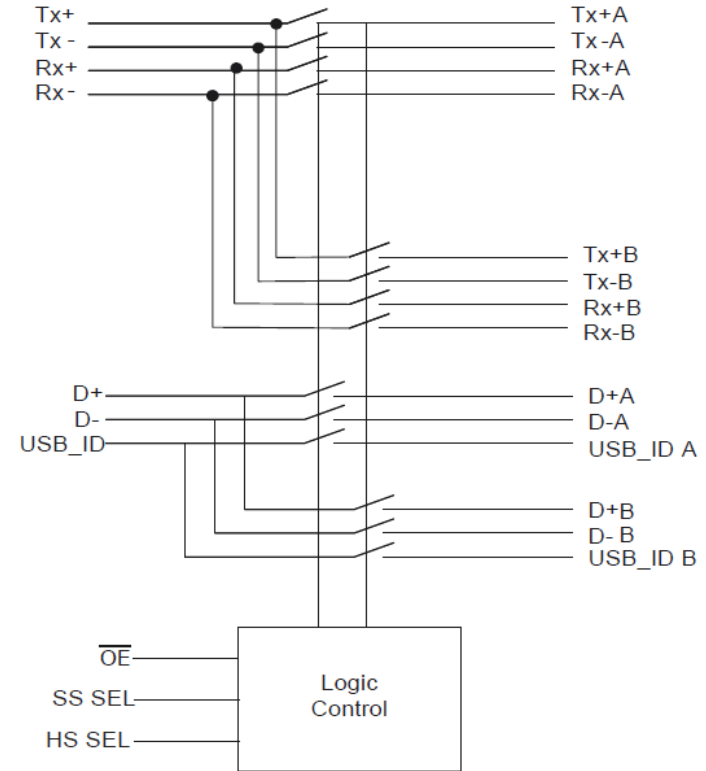 Tx+ Tx+A
Tx - Tx -A
Rx+ Rx+A
Rx- Rx-A
Tx+B
Tx-B
Rx+B
Rx-B
D+ D+A
D- D-A
USB_ID USB_ID A
D+B
D- B
USB_ID B
OE
Logic
SS SEL
Control
HS SEL